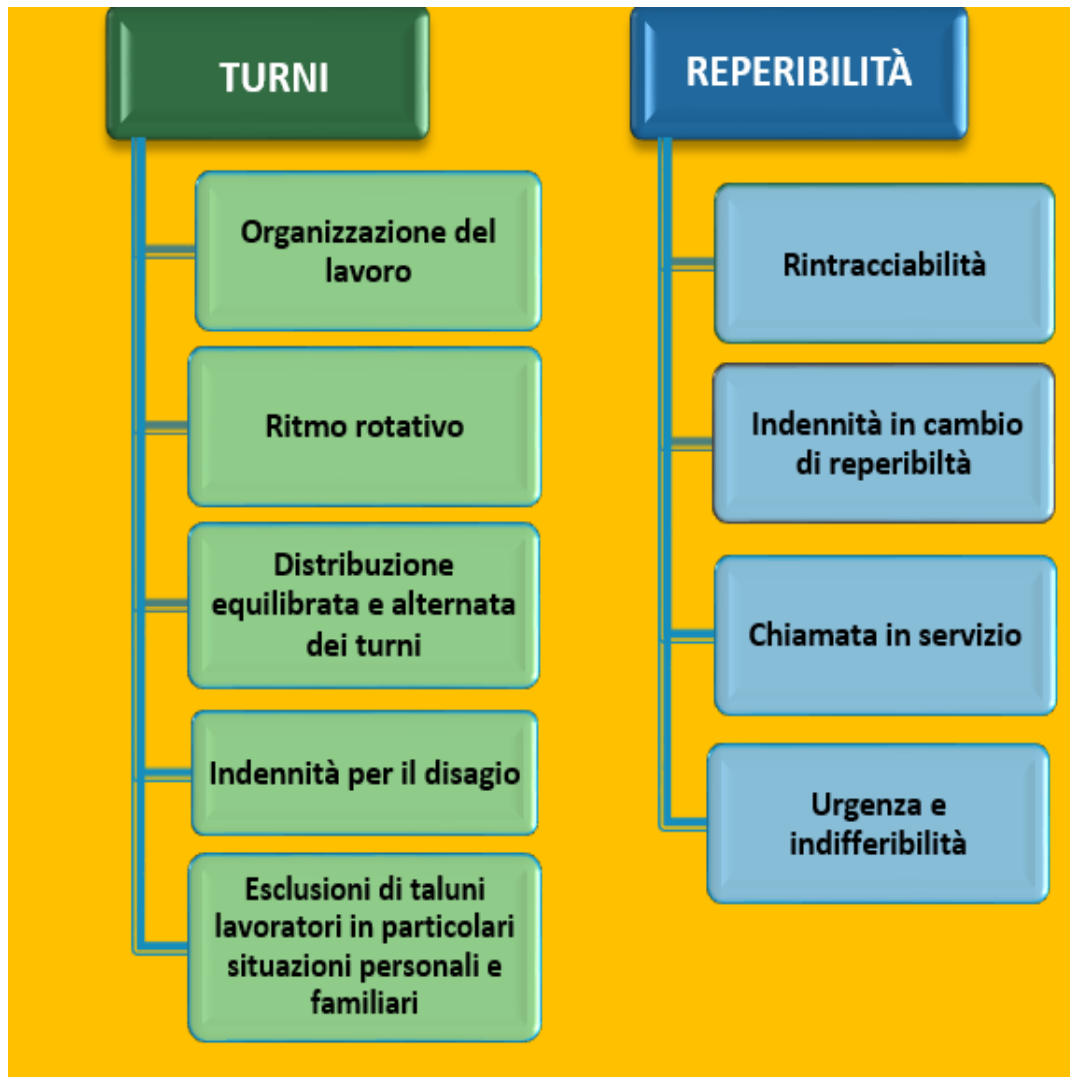 TURNI
Organizzazione del
lavoro
Ritmo rotativo
Distribuzione
equilibrata e alternata
dei turni
Indennità per il disagio
Esclusioni di taluni
lavoratori in particolari
situazioni personali e
familiari
REPERIBILITÀ
Rintracciabilità
Indennità in cambio
di reperibiltà
Chiamata in servizio
Urgenza e
indifferibilità